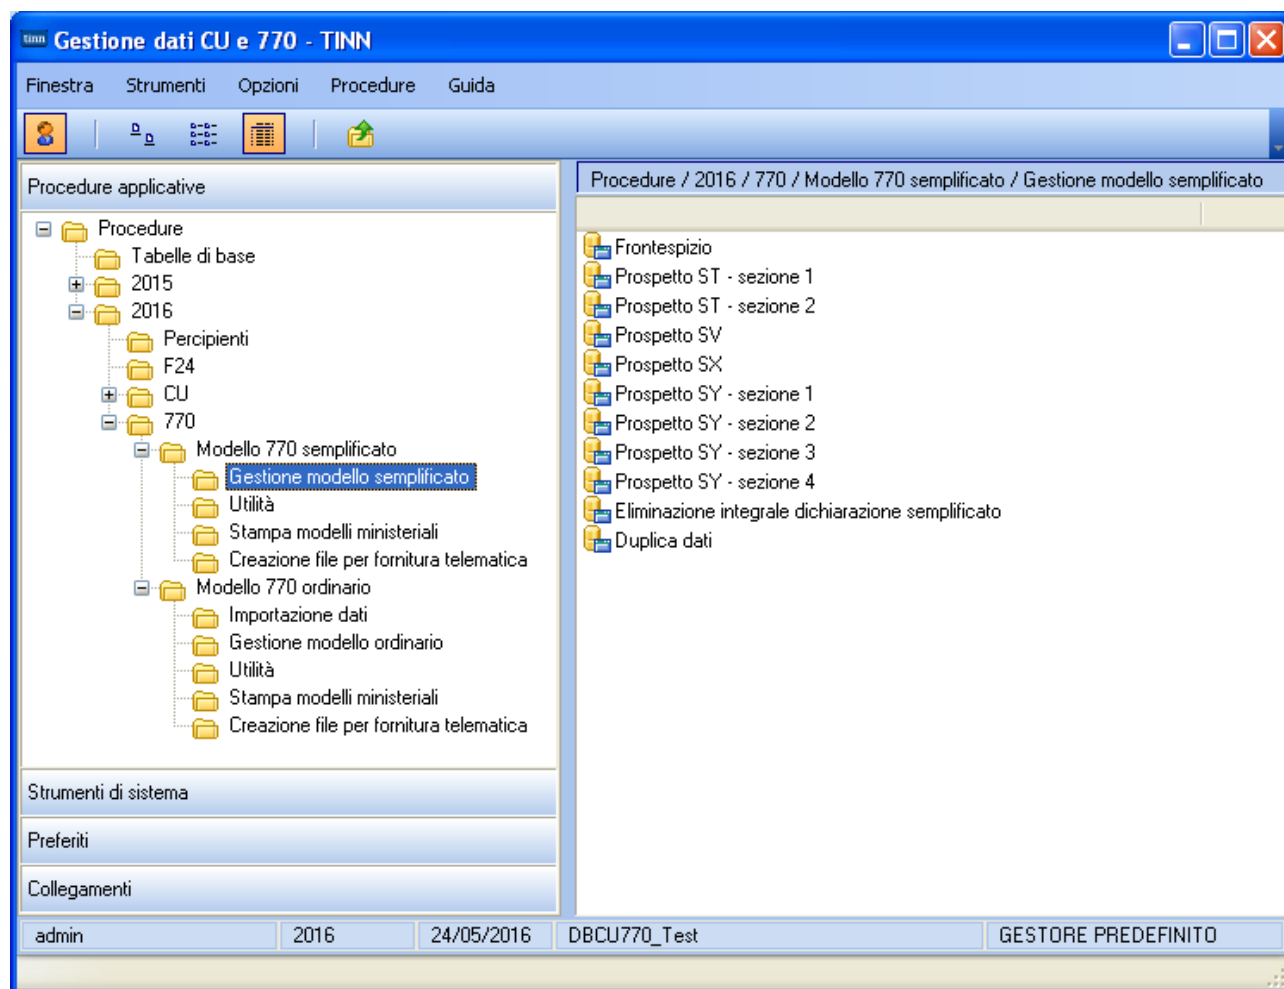 tinn Gestione dati CU e 770 - TINN
Finestra Strumenti Opzioni Procedure Guida
Procedure applicative
Procedure
Tabelle di base
2015
2016
Percipienti
F24
CU
770
Modello 770 semplificato
Gestione modello semplificato
Utilità
Stampa modelli ministeriali
Creazione file per fornitura telematica
Modello 770 ordinario
Importazione dati
Gestione modello ordinario
Utilità
Stampa modelli ministeriali
Creazione file per fornitura telematica
Strumenti di sistema
Preferiti
Collegamenti
Procedure / 2016 / 770 / Modello 770 semplificato / Gestione modello semplificato
Frontespizio
Prospetto ST - sezione 1
Prospetto ST - sezione 2
Prospetto SV
Prospetto SX
Prospetto SY - sezione 1
Prospetto SY - sezione 2
Prospetto SY - sezione 3
Prospetto SY - sezione 4
Eliminazione integrale dichiarazione semplificato
Duplica dati
admin 2016 24/05/2016 DBCU770_Test GESTORE PREDEFINITO